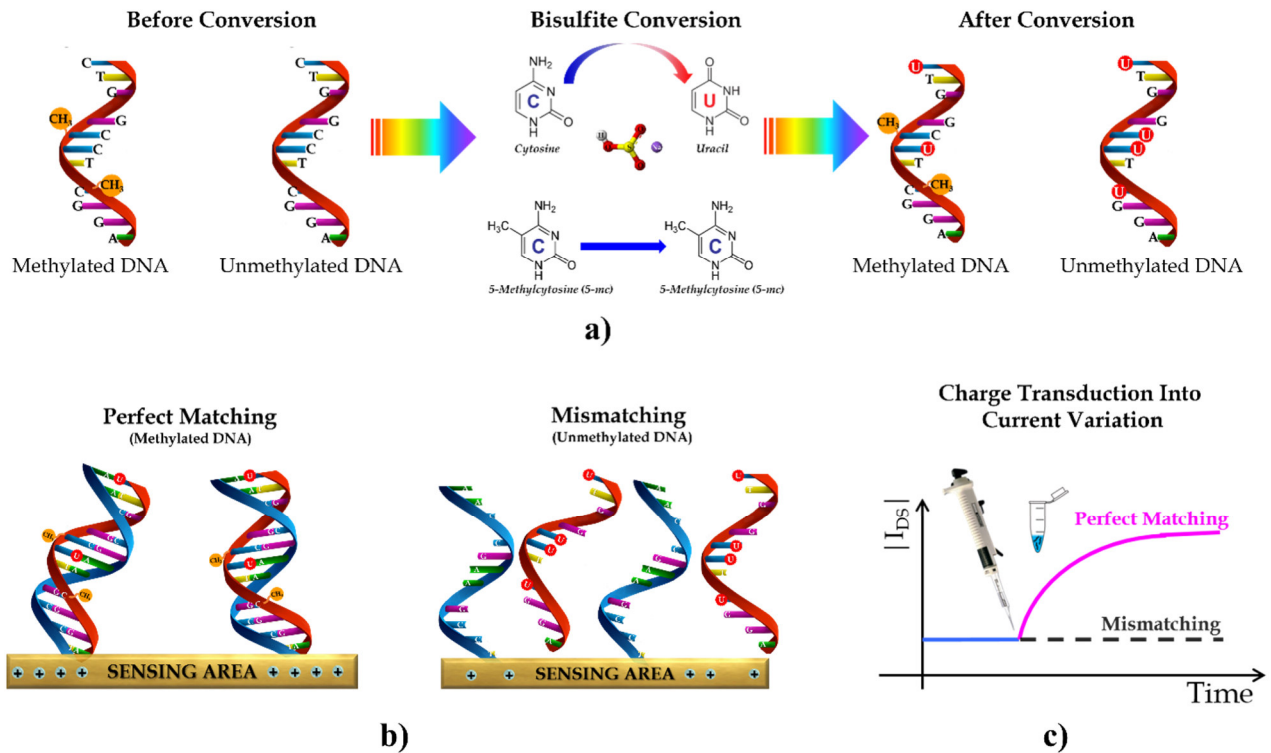 Before Conversion
Bisulfite Conversion
After Conversion
C
T
G
CH3
G
C
C
T
C
CH3
G
G
A
Methylated DNA
C
T
G
G
C
C
T
C
G
G
A
Unmethylated DNA
NH2
C
N
N
H
O
Cytosine
O
U
NH
N
H
O
Uracil
H
S
NH2
H3C
C
N
N
H
O
5-Methylcytosine (5-mc)
NH2
H3C
C
N
N
H
O
5-Methylcytosine (5-mc)
U
T
G
CH3
G
C
U
T
C
CH3
G
G
A
Methylated DNA
U
T
G
G
U
U
T
U
G
G
A
Unmethylated DNA
a)
Perfect Matching
(Methylated DNA)
Mismatching
(Unmethylated DNA)
SENSING AREA
SENSING AREA
b)
Charge Transduction Into
Current Variation
| IDS |
Perfect Matching
Mismatching
Time
c)